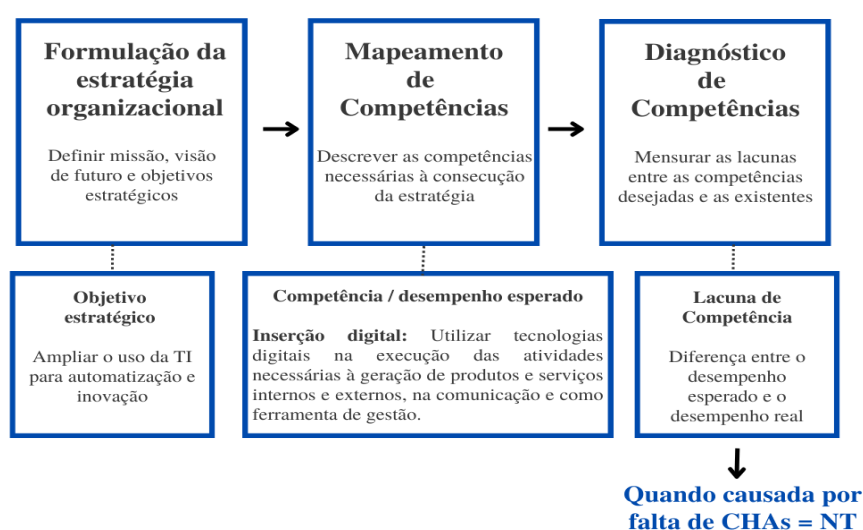 Formulação da
estratégia
organizacional
Definir missão, visão
de futuro e objetivos
estratégicos
Mapeamento
de
Competências
Descrever as competências
necessárias à consecução
da estratégia
Diagnóstico
de
Competências
Mensurar as lacunas
entre as competências
desejadas e as existentes
Objetivo
estratégico
Ampliar o uso da TI
para automatização e
inovação
Competência / desempenho esperado
Inserção digital: Utilizar tecnologias
digitais na execução das atividades
necessárias à geração de produtos e serviços
internos e externos, na comunicação e como
ferramenta de gestão.
Lacuna de
Competência
Diferença entre o
desempenho
esperado e o
desempenho real
Quando causada por
falta de CHAs = NT